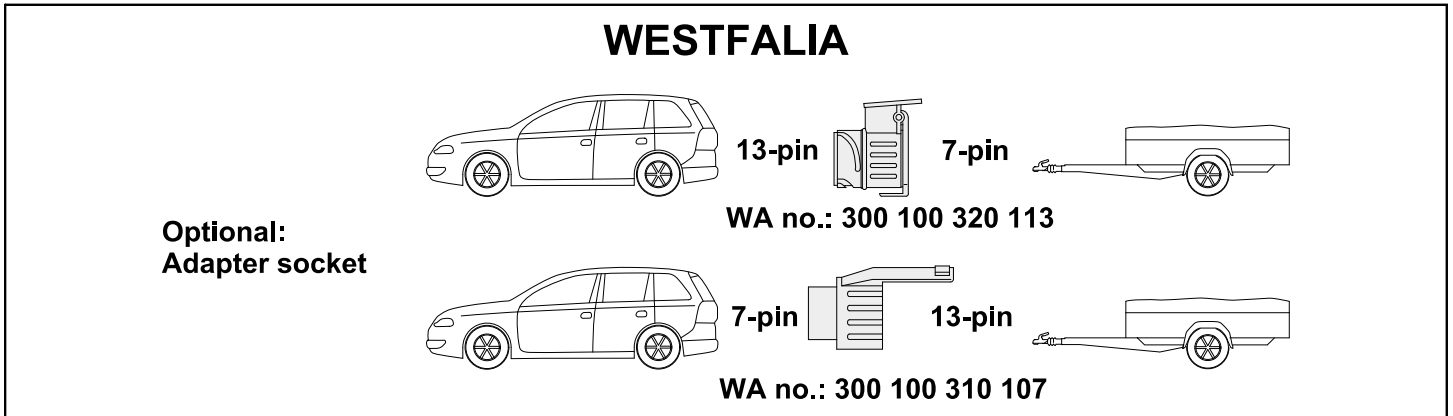 WESTFALIA
13-pin 7-pin
WA no.: 300 100 320 113
Optional:
Adapter socket
7-pin 13-pin
WA no.: 300 100 310 107